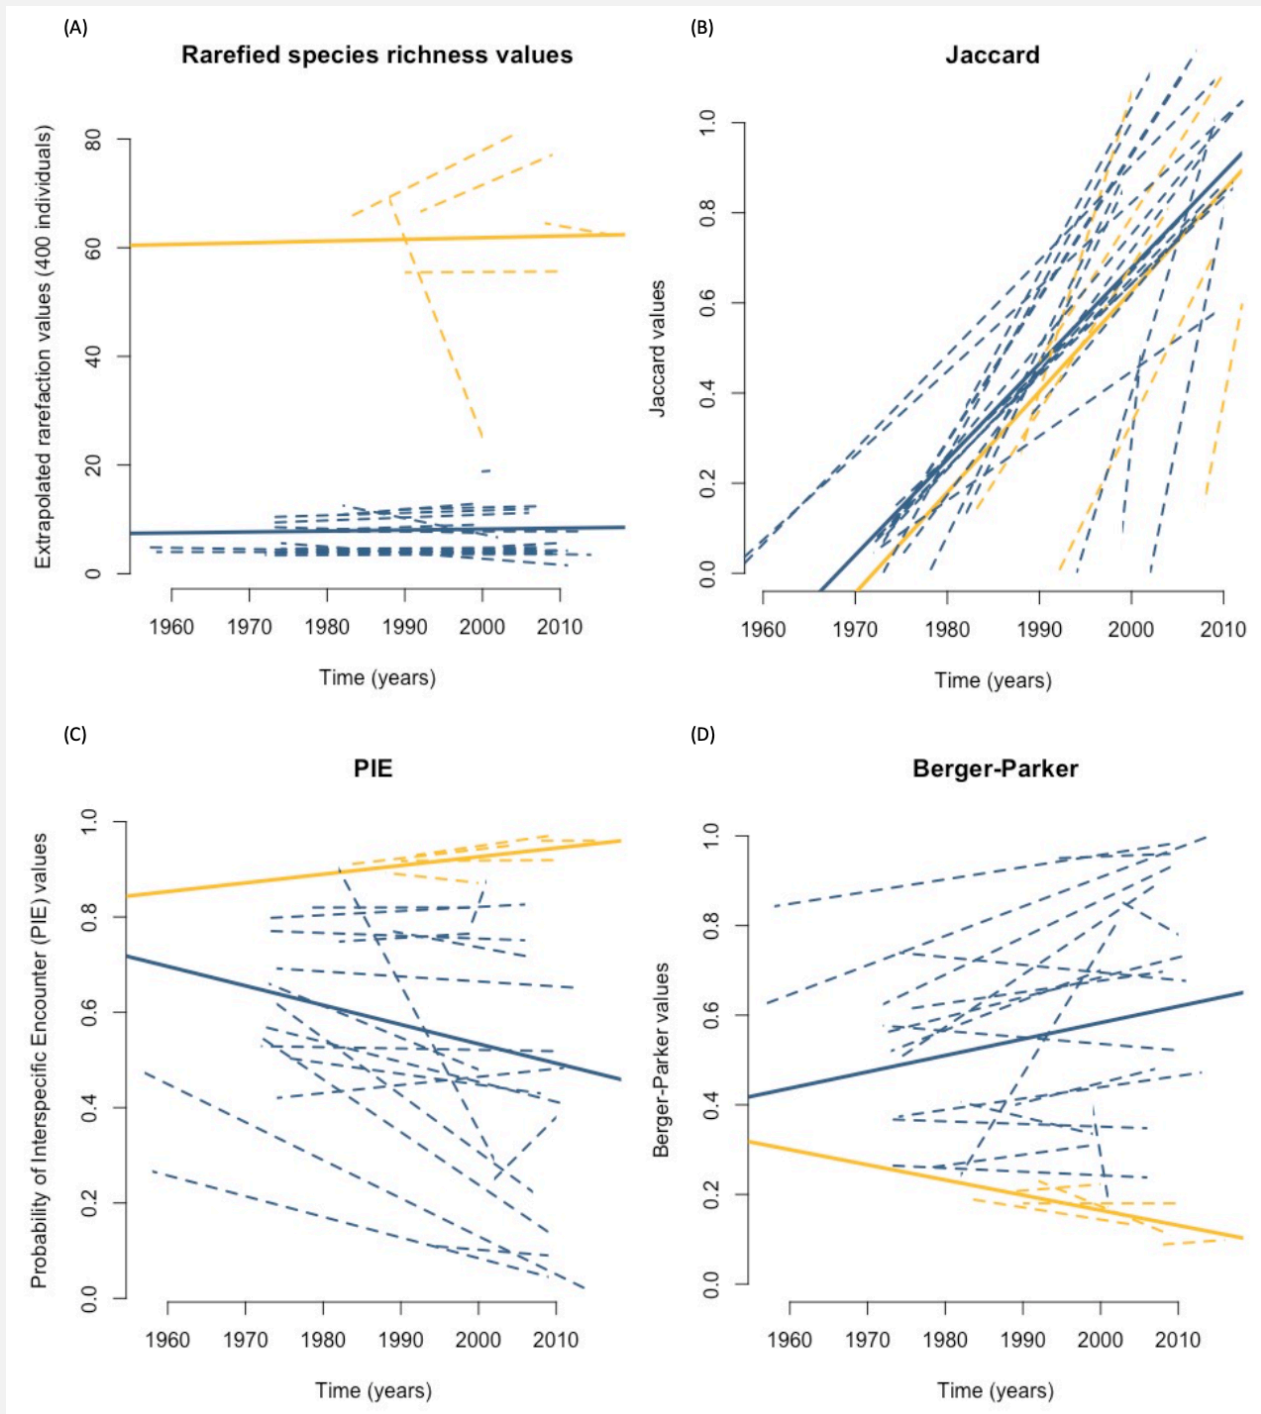 (A)
Rarefied species richness values
Extrapolated rarefaction values (400 individuals)
80
60
40
20
0
1960 1970 1980 1990 2000 2010
Time (years)
(B)
Jaccard
Jaccard values
1.0
0.8
0.6
0.4
0.2
0.0
1960 1970 1980 1990 2000 2010
Time (years)
(C)
PIE
Probability of Interspecific Encounter (PIE) values
1.0
0.8
0.6
0.4
0.2
0.0
1960 1970 1980 1990 2000 2010
Time (years)
(D)
Berger-Parker
Berger-Parker values
1.0
0.8
0.6
0.4
0.2
0.0
1960 1970 1980 1990 2000 2010
Time (years)